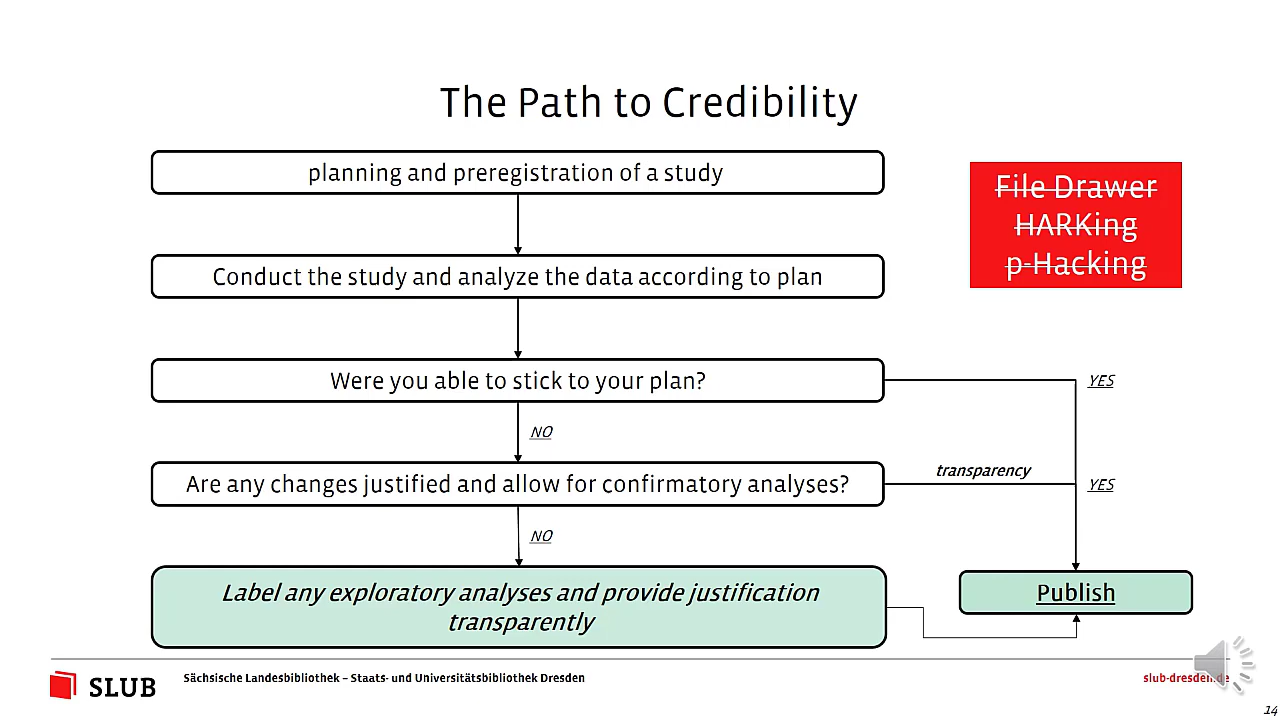 The Path to Credibility
planning and preregistration of a study
File Drawer
HARKing
p-Hacking
Conduct the study and analyze the data according to plan
Were you able to stick to your plan?
YES
NO
transparency
Are any changes justified and allow for confirmatory analyses?
YES
NO
Label any exploratory analyses and provide justification
transparently
Publish
SLUB
Sächsische Landesbibliothek – Staats- und Universitätsbibliothek Dresden
slub-dresden.de
14